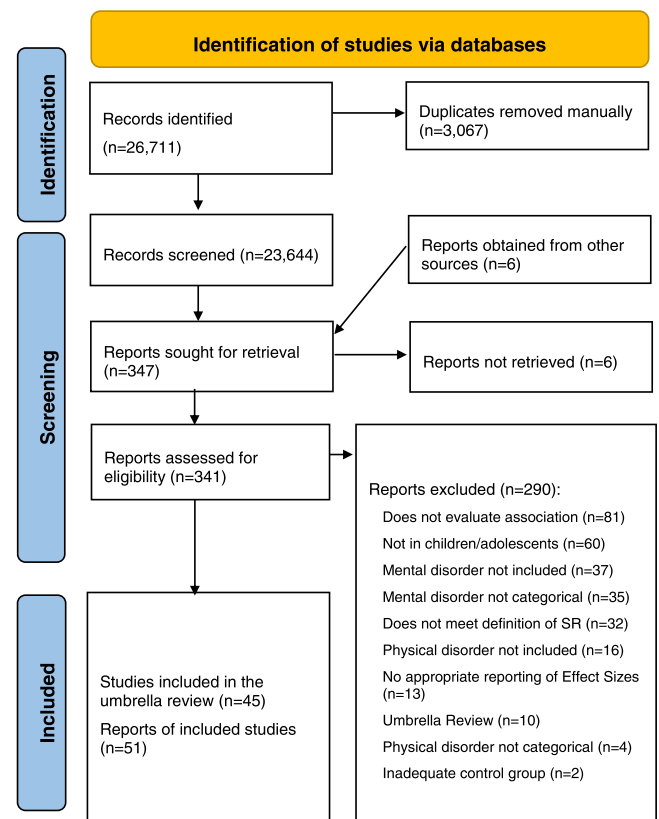 Identification of studies via databases
Identification
Records identified
(n=26,711)
Duplicates removed manually
(n=3,067)
Screening
Records screened (n=23,644)
Reports obtained from other
sources (n=6)
Reports sought for retrieval
(n=347)
Reports not retrieved (n=6)
Reports assessed for
eligibility (n=341)
Reports excluded (n=290):
Does not evaluate association (n=81)
Not in children/adolescents (n=60)
Mental disorder not included (n=37)
Mental disorder not categorical (n=35)
Does not meet definition of SR (n=32)
Physical disorder not included (n=16)
No appropriate reporting of Effect Sizes
(n=13)
Umbrella Review (n=10)
Physical disorder not categorical (n=4)
Inadequate control group (n=2)
Included
Studies included in the
umbrella review (n=45)
Reports of included studies
(n=51)